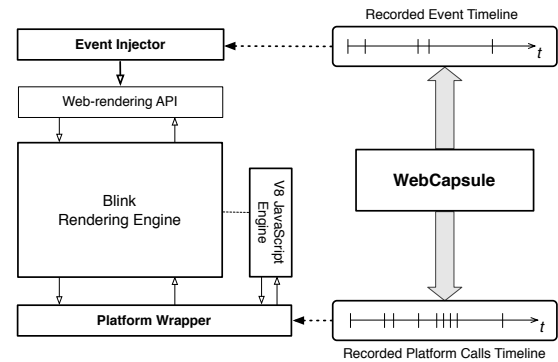 Recorded Event Timeline
Event Injector
t
Web-rendering API
Blink
Rendering Engine
V8 JavaScript
Engine
WebCapsule
Platform Wrapper
t
Recorded Platform Calls Timeline